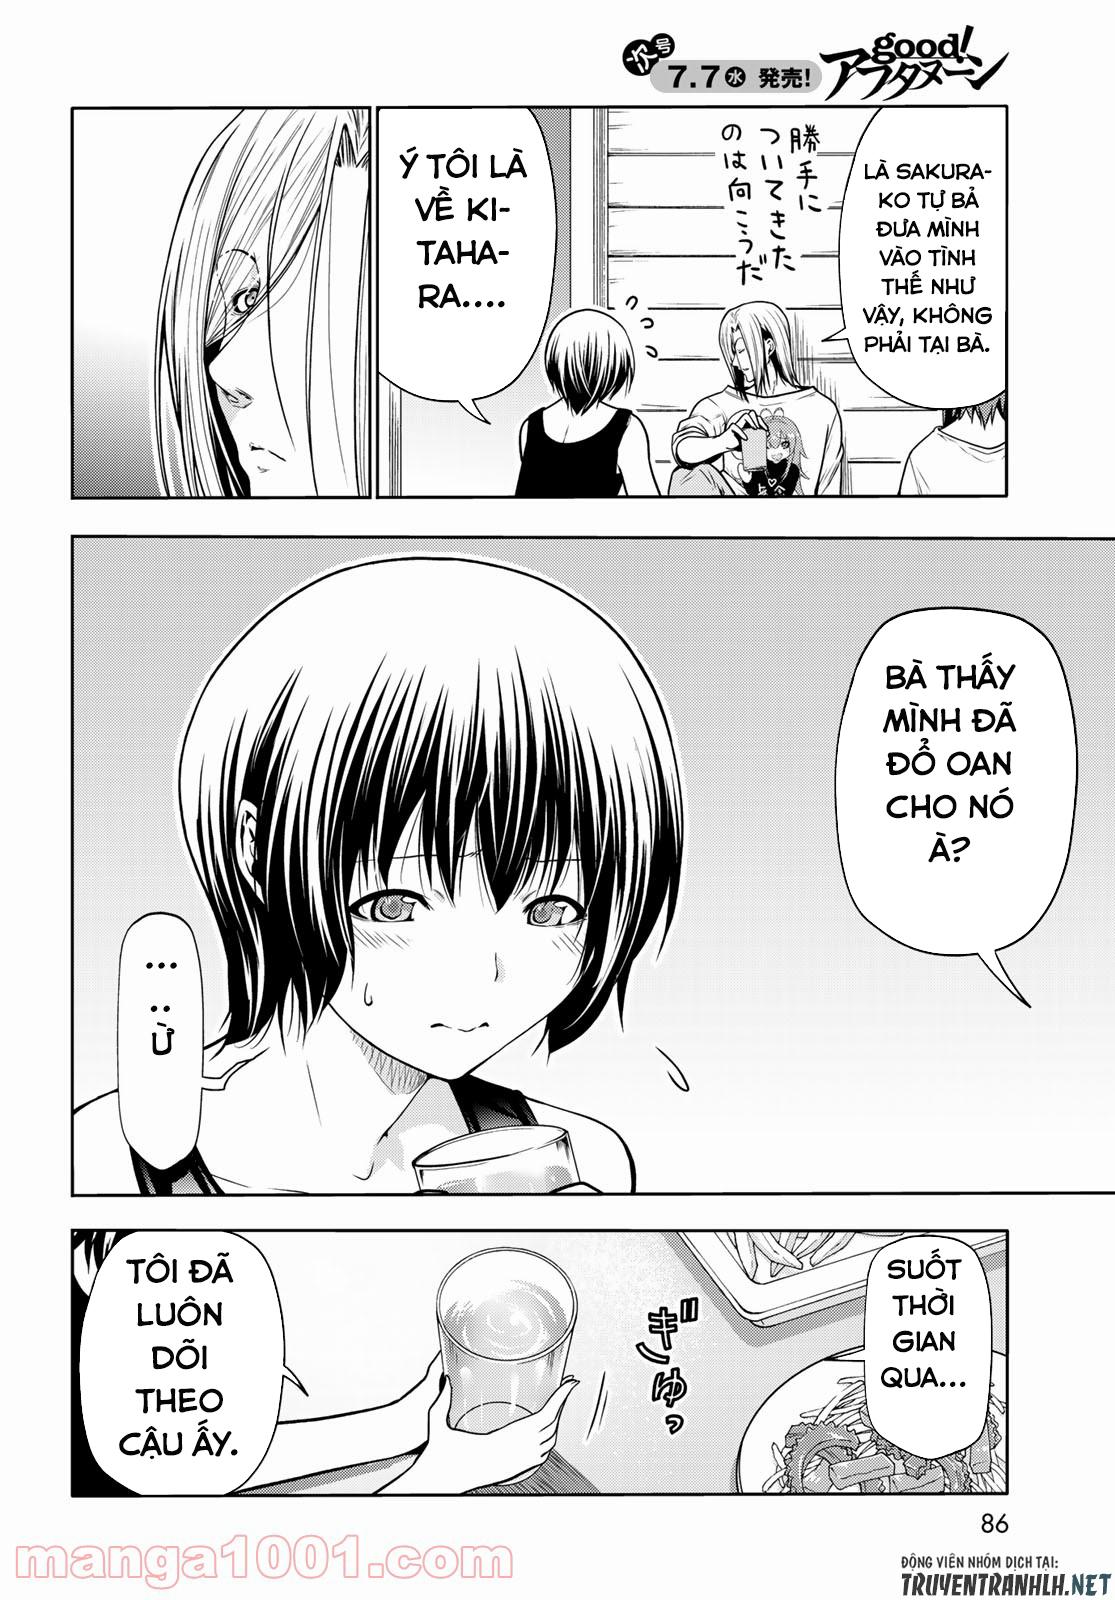 次号
7.7(水)発売!
good!
アフタヌーン
LÀ SAKURA-
KO TỰ BẢ
ĐƯA MÌNH
VÀO TÌNH
THẾ NHƯ
VẬY, KHÔNG
PHẢI TẠI BÀ.
勝手に
ついてきた
のは向こうだ
Ý TÔI LÀ
VỀ KI-
TAHA-
RA....
BÀ THẤY
MÌNH ĐÃ
ĐỔ OAN
CHO NÓ
À?
...
..
Ừ
SUỐT
THỜI
GIAN
QUA...
ぎゅっ
TÔI ĐÃ
LUÔN
DÕI
THEO
CẬU ẤY.
86
manga1001.com
ĐỘNG VIÊN NHÓM DỊCH TẠI:
TRUYENTRANHLH.NET